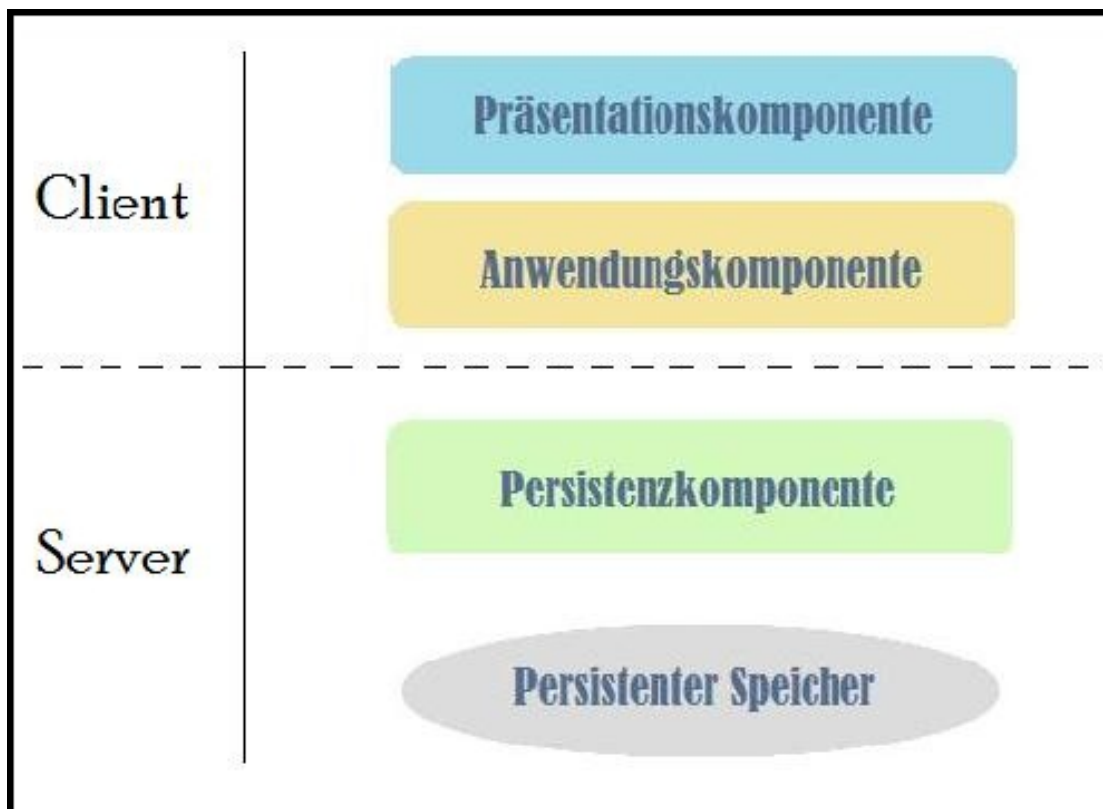 Client
Präsentationskomponente
Anwendungskomponente
Server
Persistenzkomponente
Persistenter Speicher